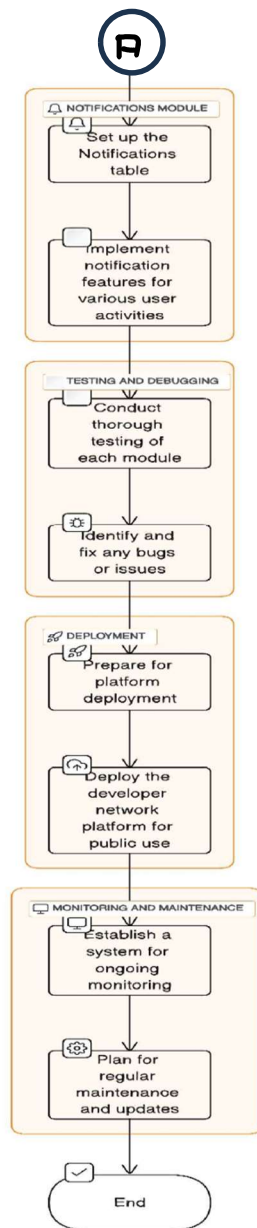 A
NOTIFICATIONS MODULE
Set up the
Notifications
table
Implement
notification
features for
various user
activities
TESTING AND DEBUGGING
Conduct
thorough
testing of
each module
Identify and
fix any bugs
or issues
DEPLOYMENT
Prepare for
platform
deployment
Deploy the
developer
network
platform for
public use
MONITORING AND MAINTENANCE
Establish a
system for
ongoing
monitoring
Plan for
regular
maintenance
and updates
End